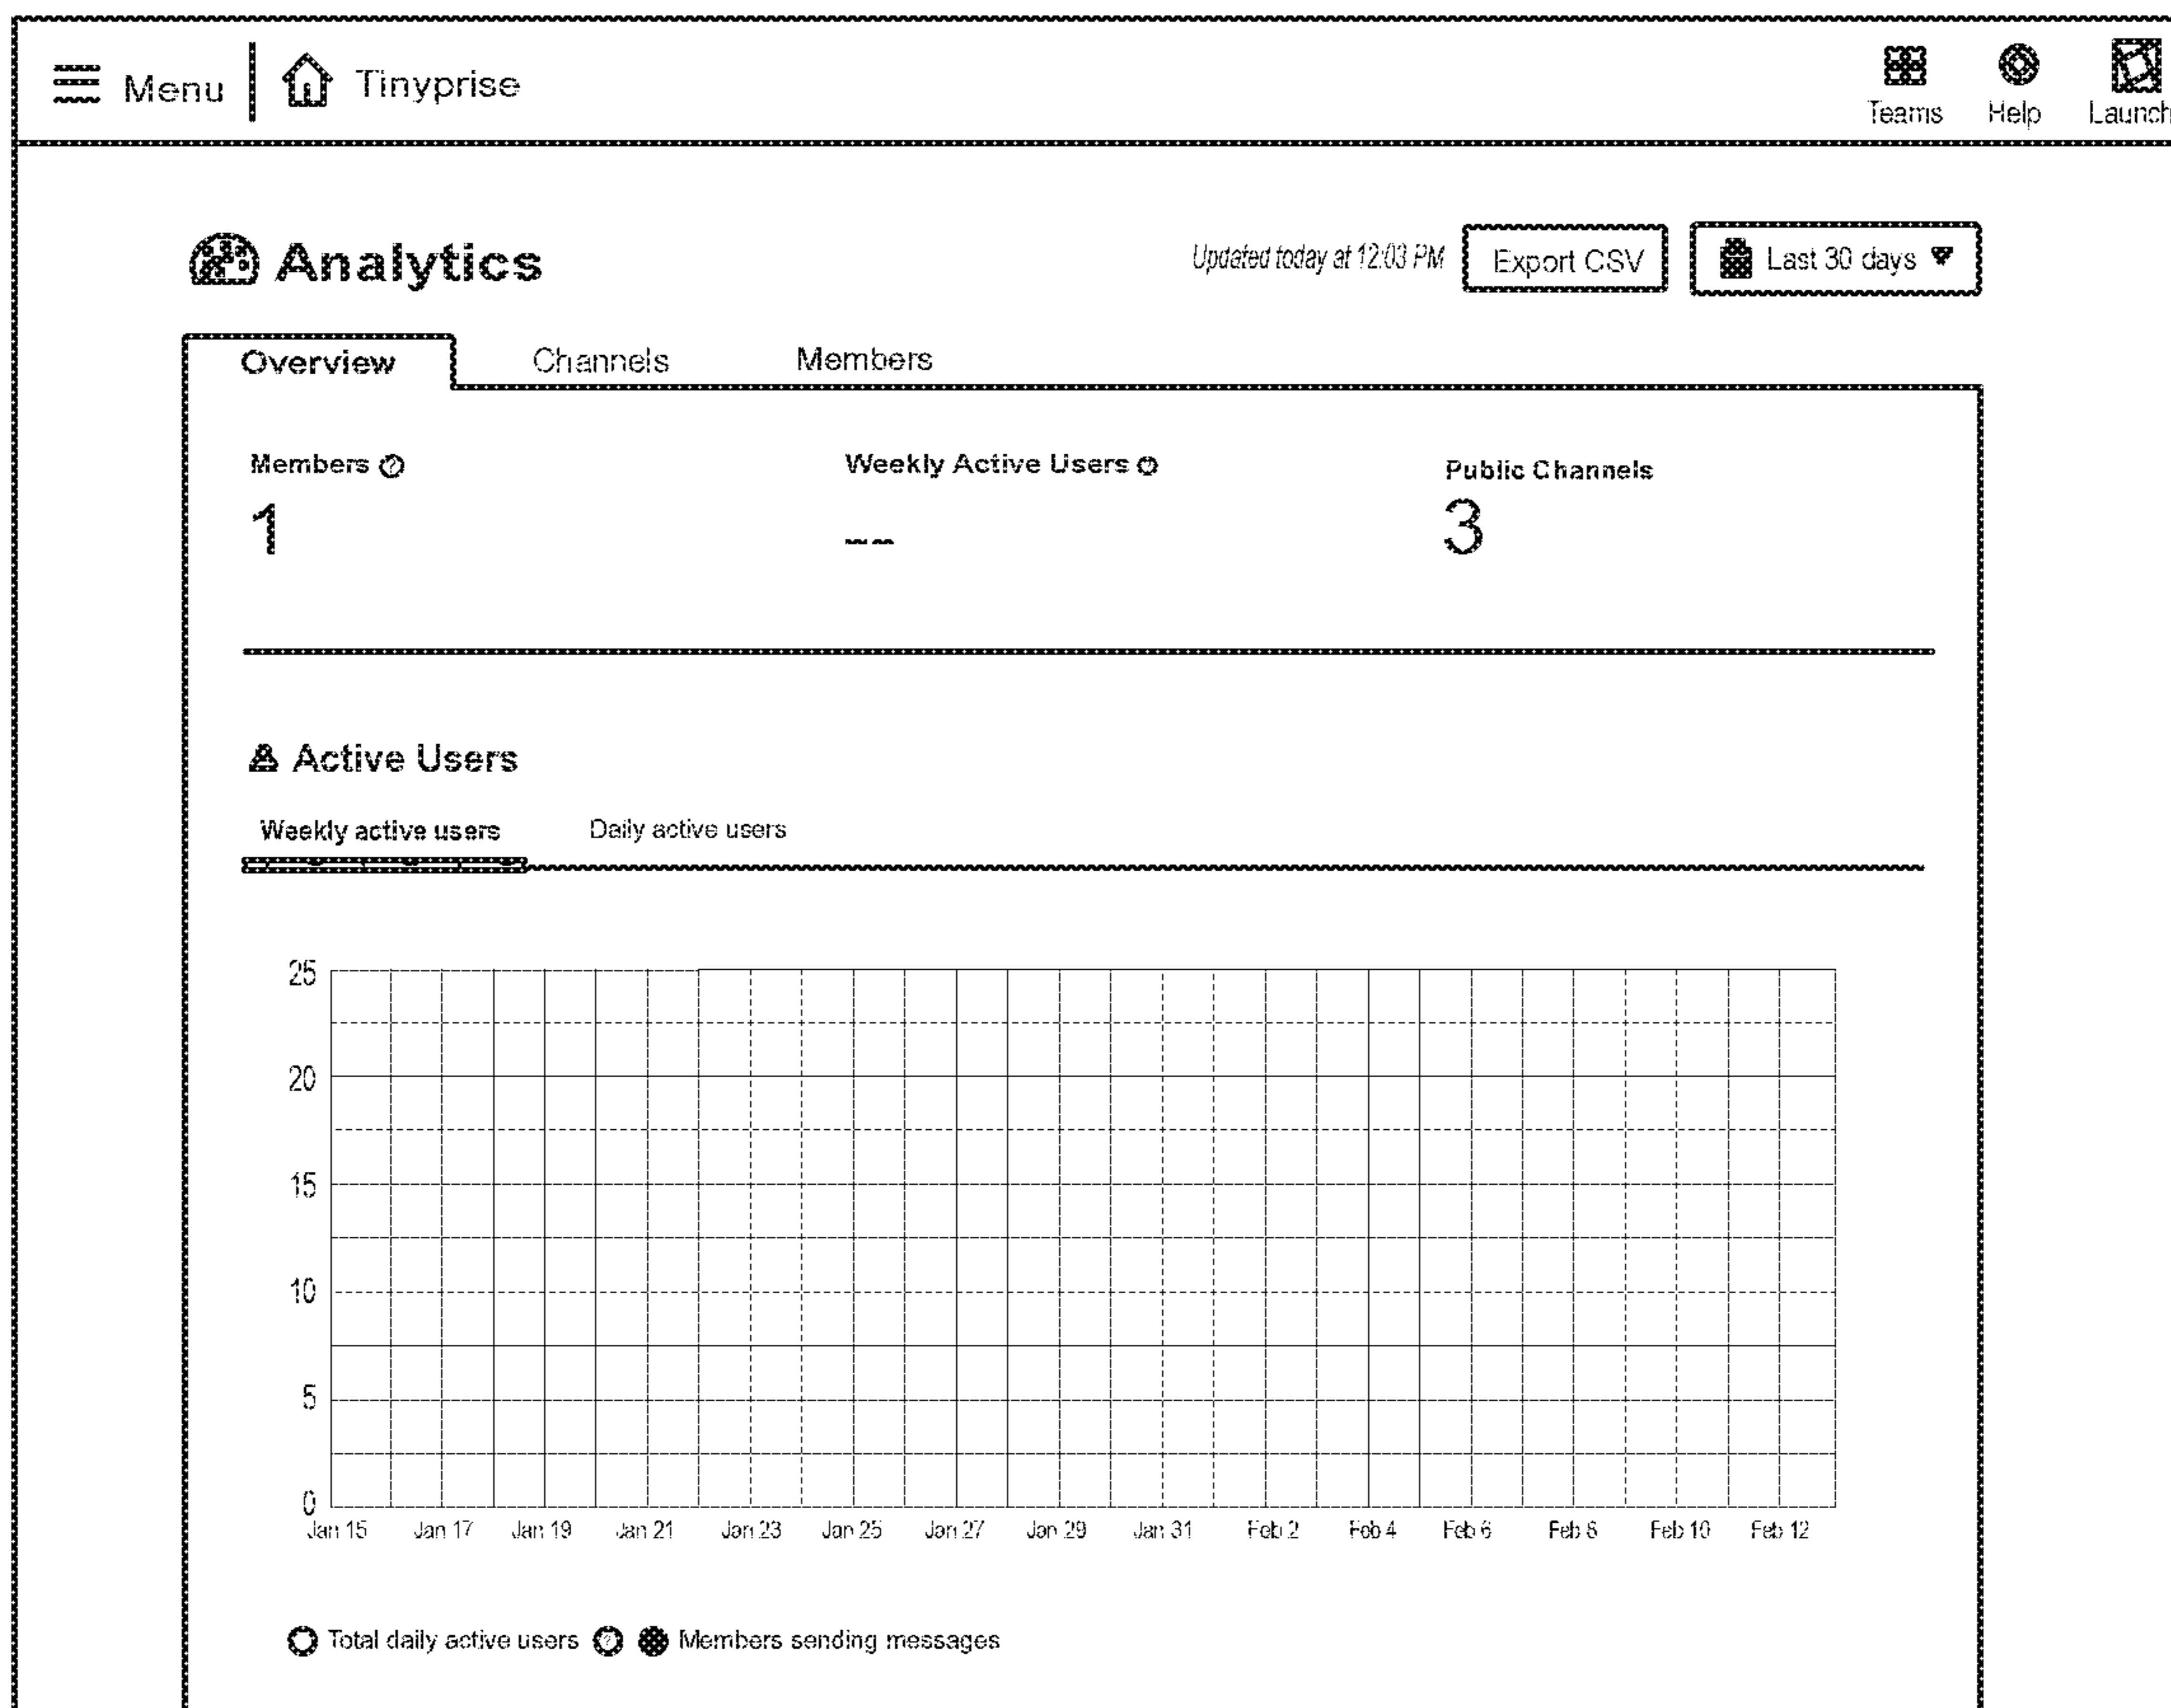 Menu Tinyprise Teams Help Launch
Analytics Updated today at 12:03 PM Export CSV Last 30 days
Overview Channels Members
Members Weekly Active Users Public Channels
1 -- 3
Active Users
Weekly active users Daily active users
25
20
15
10
5
0
Jan 15 Jan 17 Jan 19 Jan 21 Jan 23 Jan 25 Jan 27 Jan 29 Jan 31 Feb 2 Feb 4 Feb 6 Feb 8 Feb 10 Feb 12
Total daily active users Members sending messages